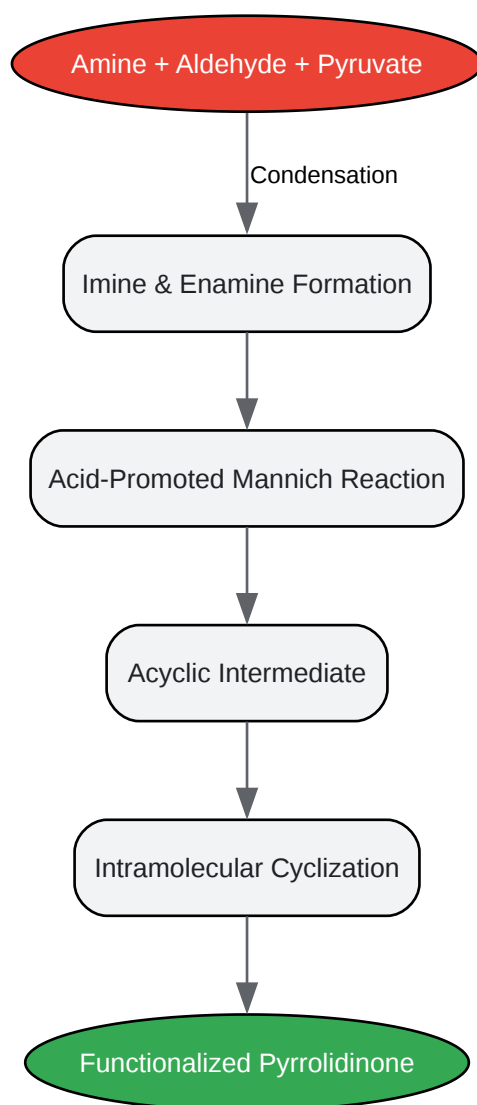 Amine + Aldehyde + Pyruvate
Condensation
Imine & Enamine Formation
Acid-Promoted Mannich Reaction
Acyclic Intermediate
Intramolecular Cyclization
Functionalized Pyrrolidinone